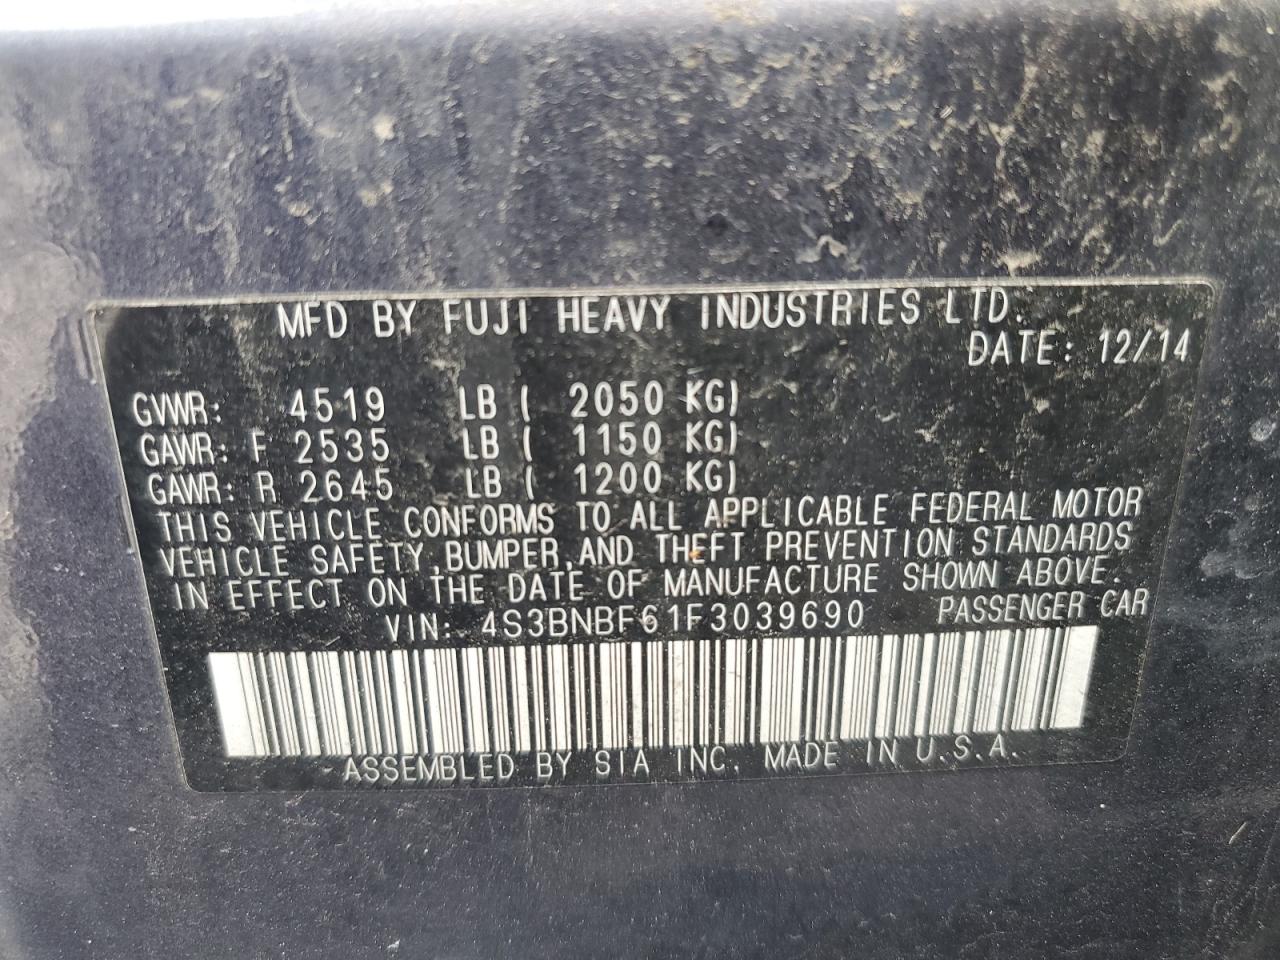 MFD BY FUJI HEAVY INDUSTRIES LTD.
DATE: 12/14
GVWR: 4519 LB ( 2050 KG)
GAWR: F 2535 LB ( 1150 KG)
GAWR: R 2645 LB ( 1200 KG)
THIS VEHICLE CONFORMS TO ALL APPLICABLE FEDERAL MOTOR
VEHICLE SAFETY, BUMPER, AND THEFT PREVENTION STANDARDS
IN EFFECT ON THE DATE OF MANUFACTURE SHOWN ABOVE.
VIN: 4S3BNBF61F3039690 PASSENGER CAR
ASSEMBLED BY SIA INC. MADE IN U.S.A.